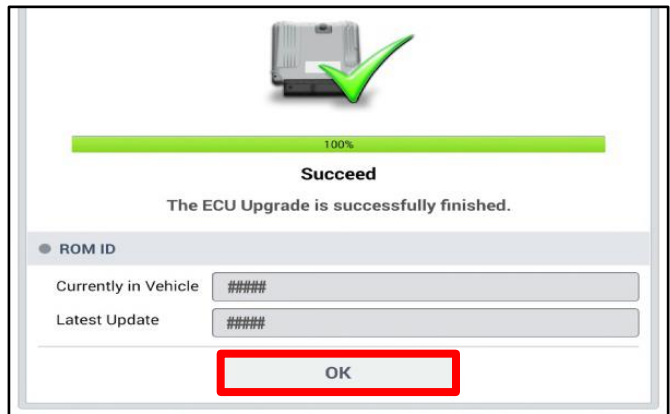 100%
Succeed
The ECU Upgrade is successfully finished.
ROM ID
Currently in Vehicle #####
Latest Update #####
OK